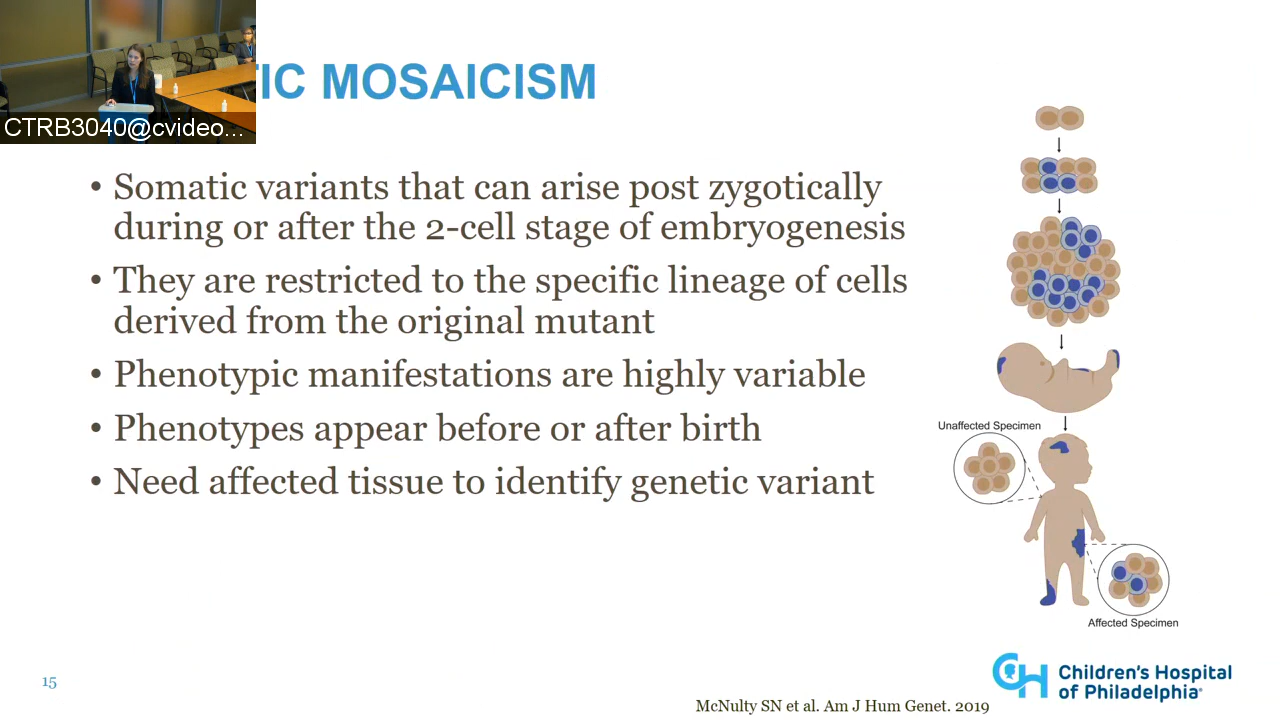 CTRB3040@cvideo...
TIC MOSAICISM
• Somatic variants that can arise post zygotically
during or after the 2-cell stage of embryogenesis
• They are restricted to the specific lineage of cells
derived from the original mutant
• Phenotypic manifestations are highly variable
• Phenotypes appear before or after birth
• Need affected tissue to identify genetic variant
Unaffected Specimen
Affected Specimen
15
McNulty SN et al. Am J Hum Genet. 2019
CH
Children's Hospital
of Philadelphia®